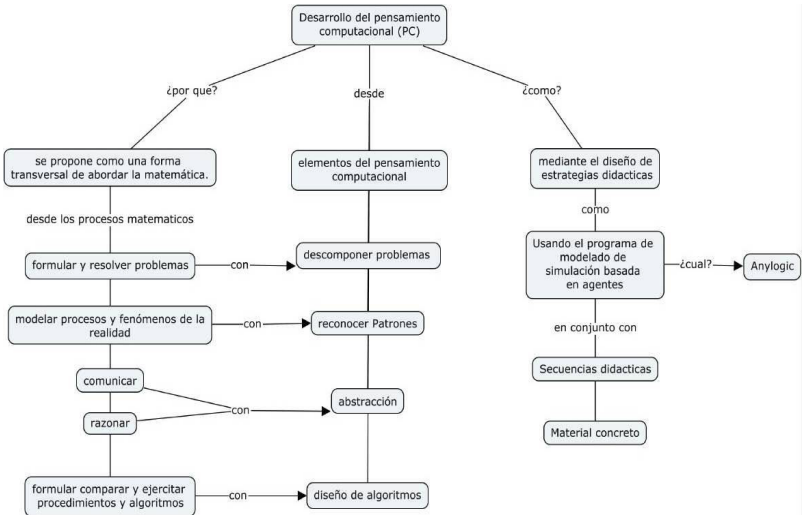 Desarrollo del pensamiento
computacional (PC)
¿por que?
desde
¿como?
se propone como una forma
transversal de abordar la matemática.
elementos del pensamiento
computacional
mediante el diseño de
estrategias didacticas
desde los procesos matematicos
como
formular y resolver problemas
con
descomponer problemas
Usando el programa de
modelado de
simulación basada
en agentes
¿cual?
Anylogic
modelar procesos y fenómenos de la
realidad
con
reconocer Patrones
en conjunto con
comunicar
razonar
con
abstracción
Secuencias didacticas
Material concreto
formular comparar y ejercitar
procedimientos y algoritmos
con
diseño de algoritmos